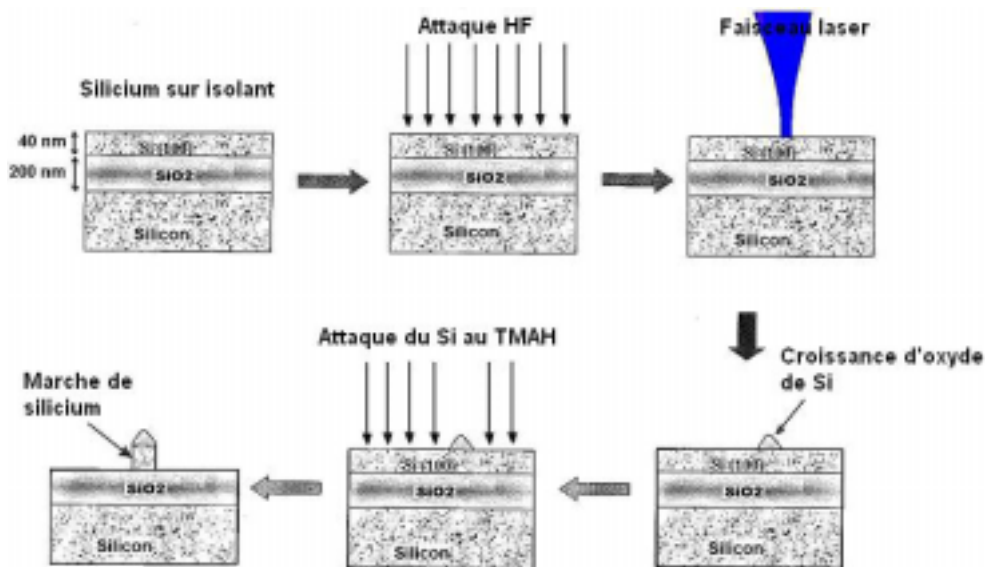 Attaque HF
Faisceau laser
Silicium sur isolant
40 nm
Si (100)
200 nm
SiO2
Silicon
Si (100)
SiO2
Silicon
Si (100)
SiO2
Silicon
Attaque du Si au TMAH
Croissance d'oxyde
de Si
Marche de
silicium
SiO2
Silicon
Si (100)
SiO2
Silicon
Si (100)
SiO2
Silicon